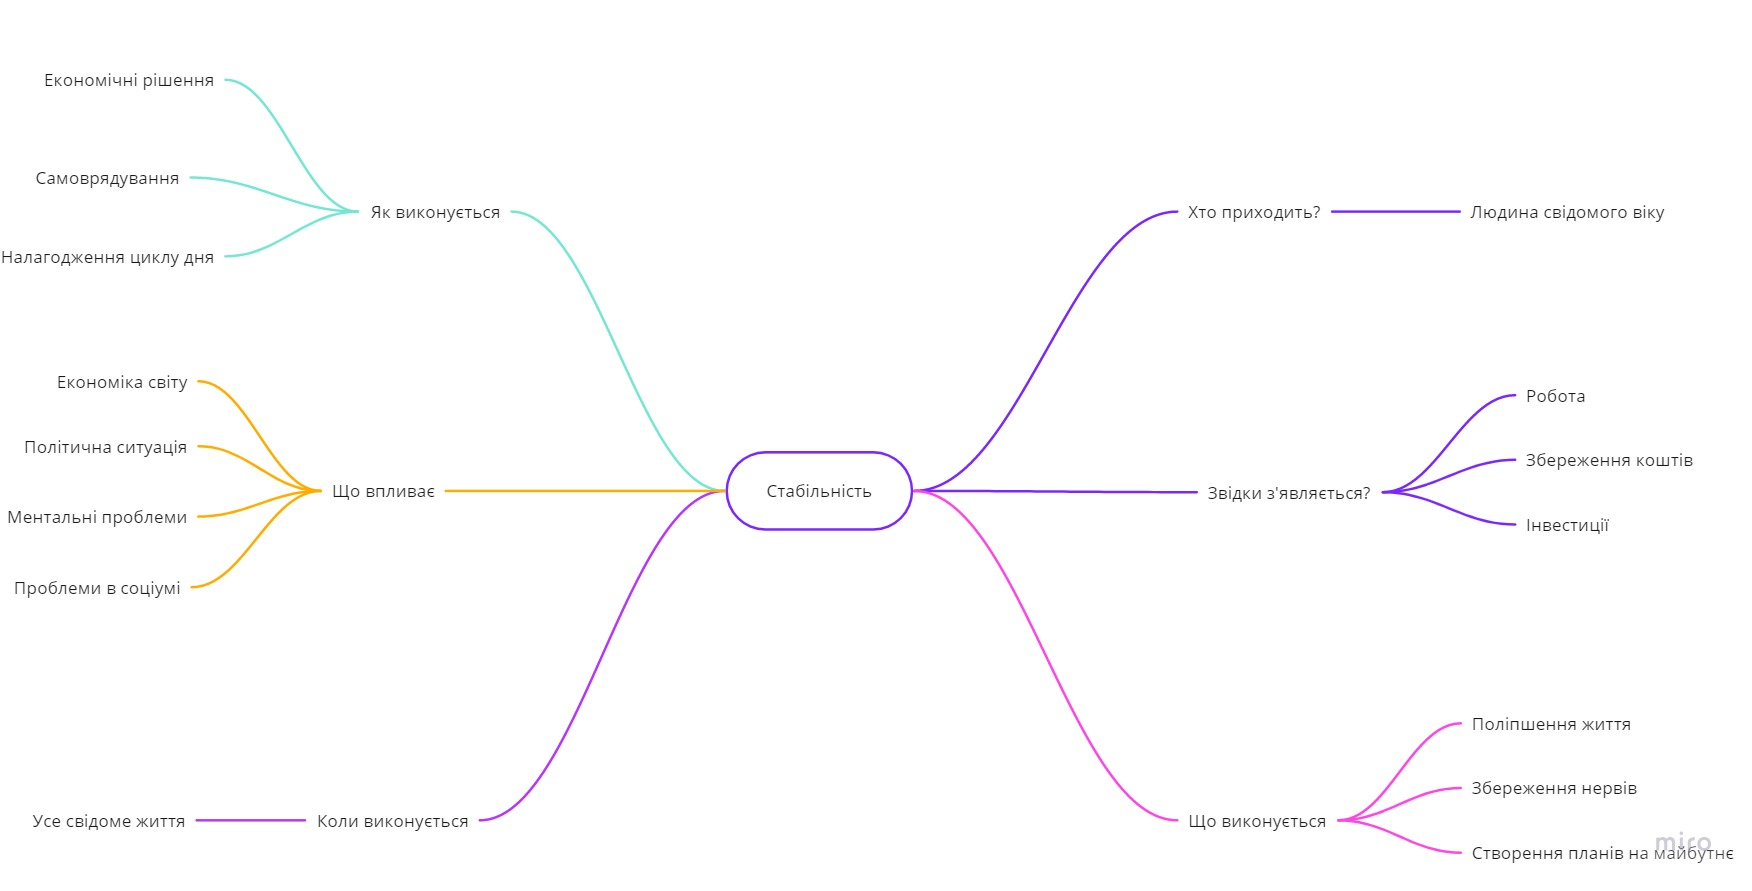 Економічні рішення
Самоврядування
Налагодження циклу дня
Як виконується
Економіка світу
Політична ситуація
Ментальні проблеми
Проблеми в соціумі
Що впливає
Усе свідоме життя
Коли виконується
Стабільність
Хто приходить?
Людина свідомого віку
Звідки з'являється?
Робота
Збереження коштів
Інвестиції
Що виконується
Поліпшення життя
Збереження нервів
Створення планів на майбутнє
miro